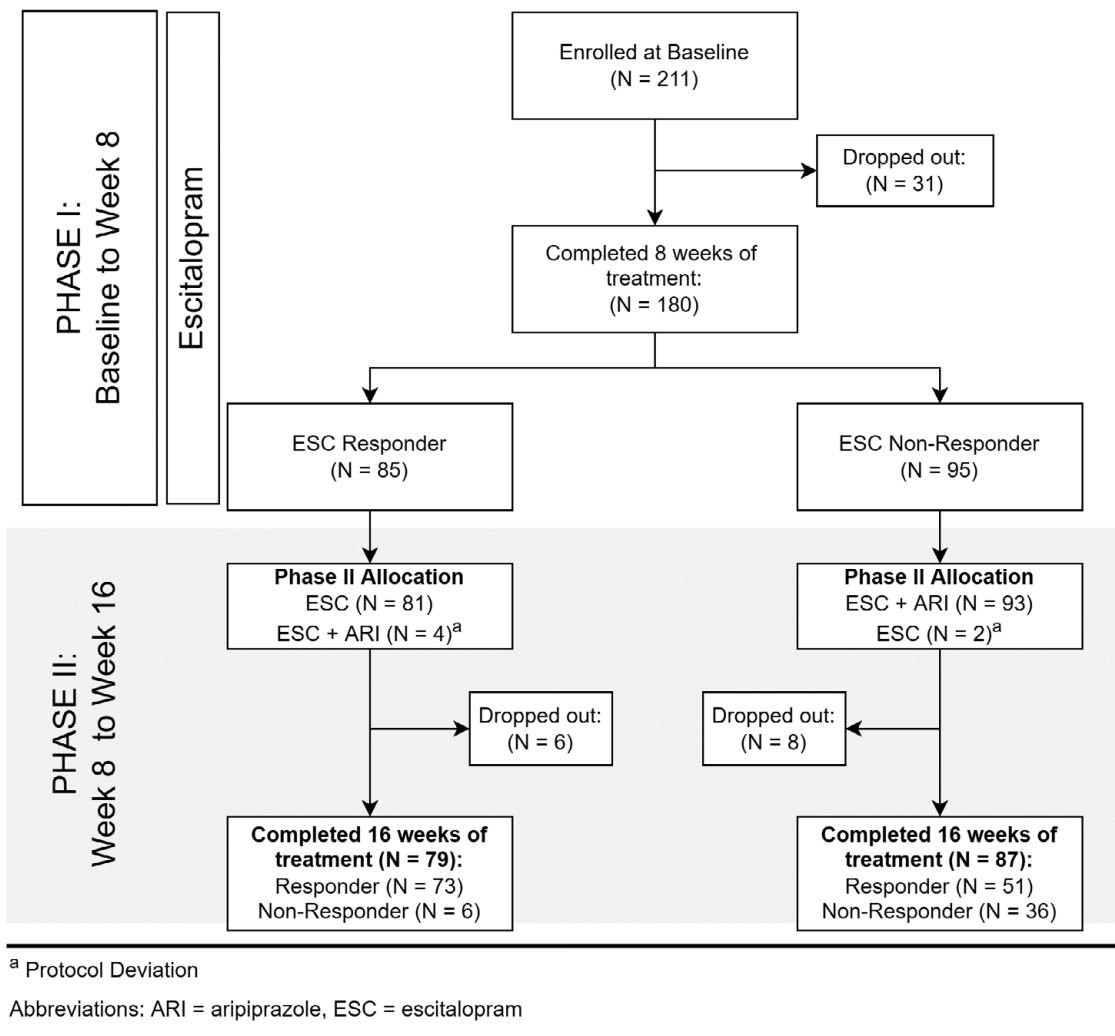 PHASE I:
Baseline to Week 8
Escitalopram
Enrolled at Baseline
(N = 211)
Dropped out:
(N = 31)
Completed 8 weeks of
treatment:
(N = 180)
ESC Responder
(N = 85)
ESC Non-Responder
(N = 95)
PHASE II:
Week 8 to Week 16
Phase II Allocation
ESC (N = 81)
ESC + ARI (N = 4)a
Phase II Allocation
ESC + ARI (N = 93)
ESC (N = 2)a
Dropped out:
(N = 6)
Dropped out:
(N = 8)
Completed 16 weeks of
treatment (N = 79):
Responder (N = 73)
Non-Responder (N = 6)
Completed 16 weeks of
treatment (N = 87):
Responder (N = 51)
Non-Responder (N = 36)
a Protocol Deviation
Abbreviations: ARI = aripiprazole, ESC = escitalopram